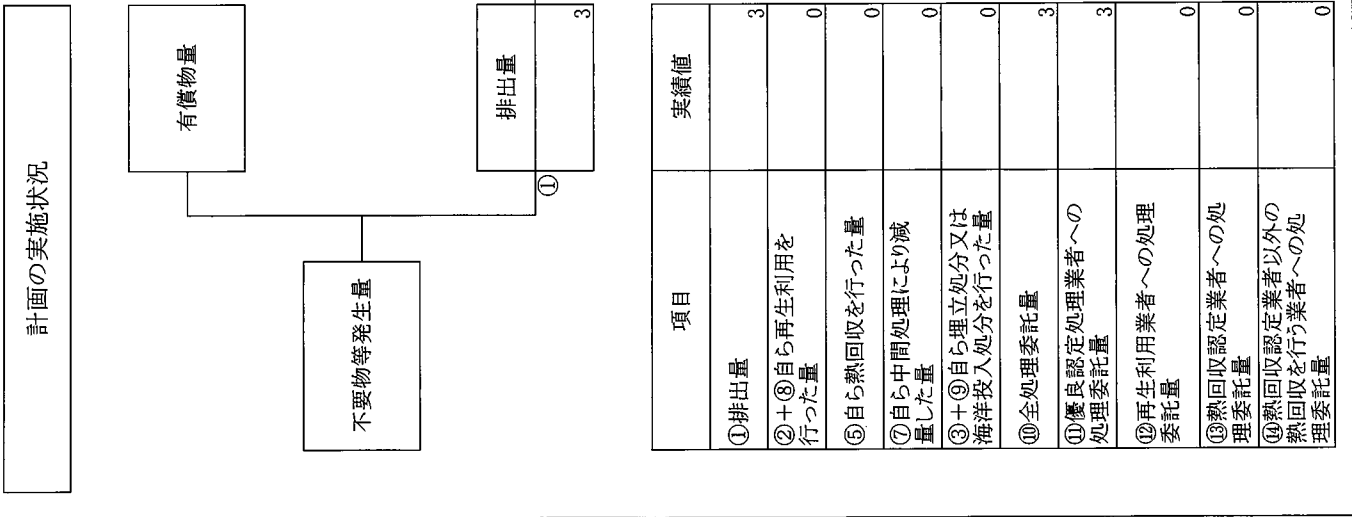 計画の実施状況
有償物量
不要物等発生量
①
排出量
3
項目
実績値
①排出量
3
②+⑧自ら再生利用を
行った量
0
⑤自ら熱回収を行った量
0
⑦自ら中間処理により減
量した量
0
③+⑨自ら埋立処分又は
海洋投入処分を行った量
0
⑩全処理委託量
3
⑪優良認定処理業者への
処理委託量
3
⑫再生利用業者への処理
委託量
0
⑬熱回収認定業者への処
理委託量
0
⑭熱回収認定業者以外の
熱回収を行う業者への処
理委託量
0